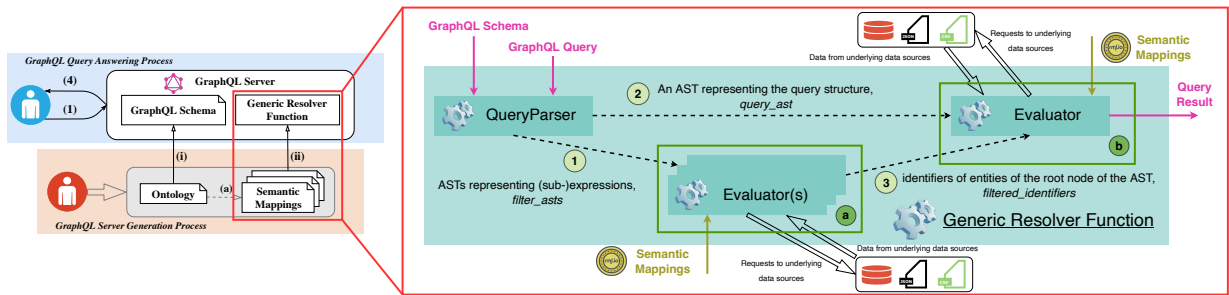 GraphQL Query Answering Process
GraphQL Server
(4)
(1)
GraphQL Schema
Generic Resolver
Function
(i)
(ii)
Ontology
(a)
Semantic
Mappings
GraphQL Server Generation Process
GraphQL Schema
GraphQL Query
JSON
CSV
Requests to underlying
data sources
Data from underlying data sources
Semantic
Mappings
QueryParser
2
An AST representing the query structure,
query_ast
Evaluator
b
Query
Result
1
ASTs representing (sub-)expressions,
filter_asts
Evaluator(s)
a
3
identifiers of entities of the root node of the AST,
filtered_identifiers
Generic Resolver Function
Semantic
Mappings
Data from underlying data sources
Requests to underlying
data sources
JSON
CSV